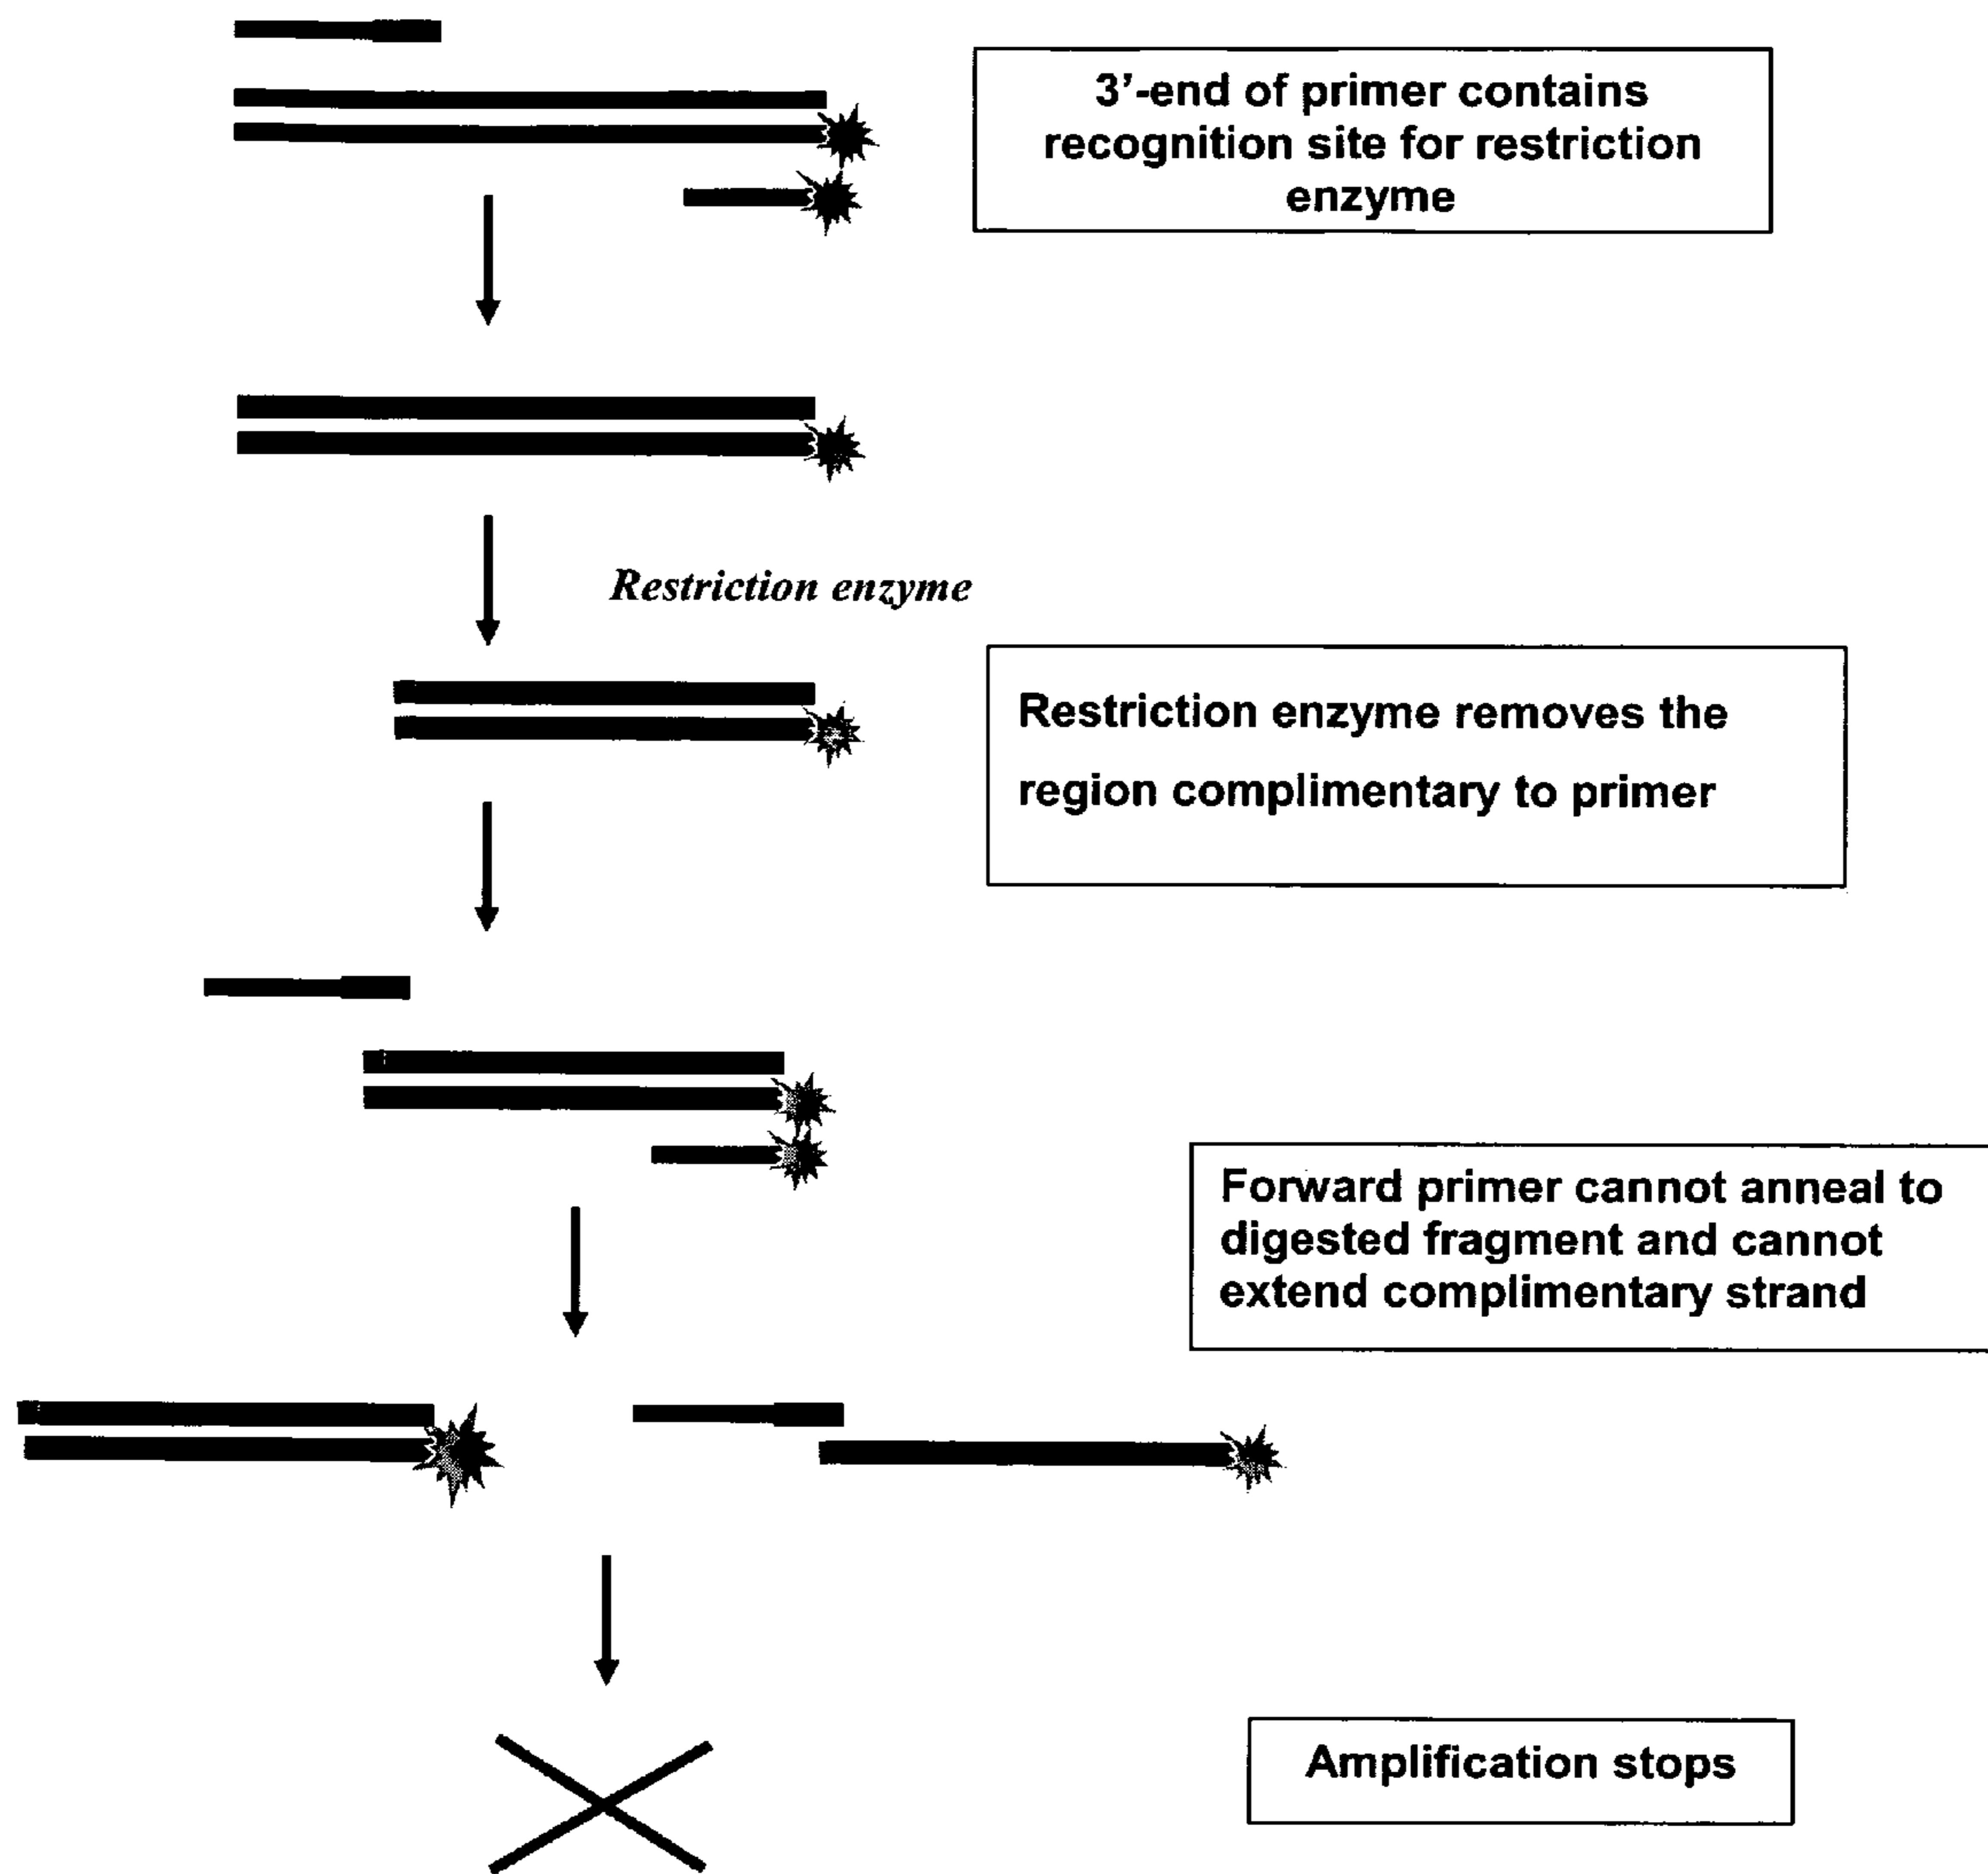 3'-end of primer contains
recognition site for restriction
enzyme
Restriction enzyme
Restriction enzyme removes the
region complimentary to primer
Forward primer cannot anneal to
digested fragment and cannot
extend complimentary strand
Amplification stops